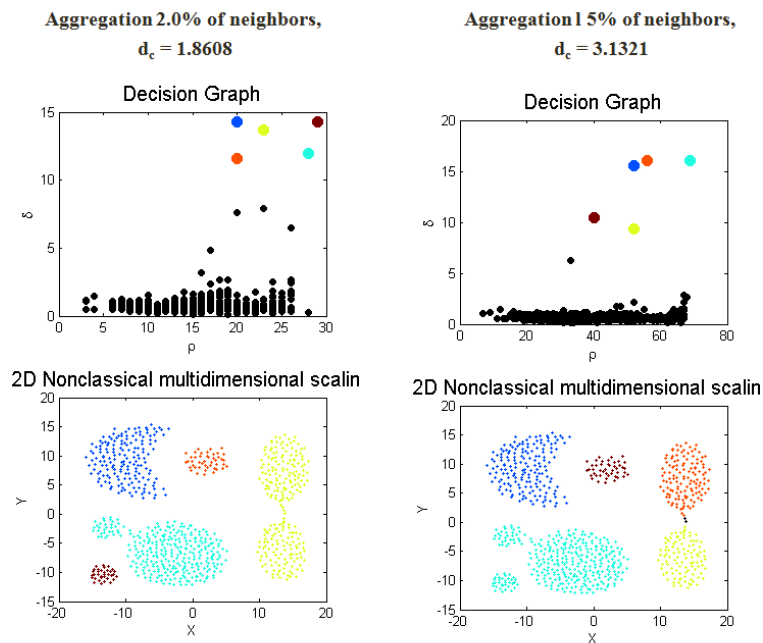 Aggregation 2.0% of neighbors,
d_c = 1.8608
Decision Graph
15
10
5
0
δ
0 5 10 15 20 25 30
ρ
2D Nonclassical multidimensional scalin
20
15
10
5
0
-5
-10
-15
Y
-20 -10 0 10 20
X
Aggregation 1 5% of neighbors,
d_c = 3.1321
Decision Graph
20
15
10
5
0
δ
0 20 40 60 80
ρ
2D Nonclassical multidimensional scalin
20
15
10
5
0
-5
-10
-15
Y
-20 -10 0 10 20
X